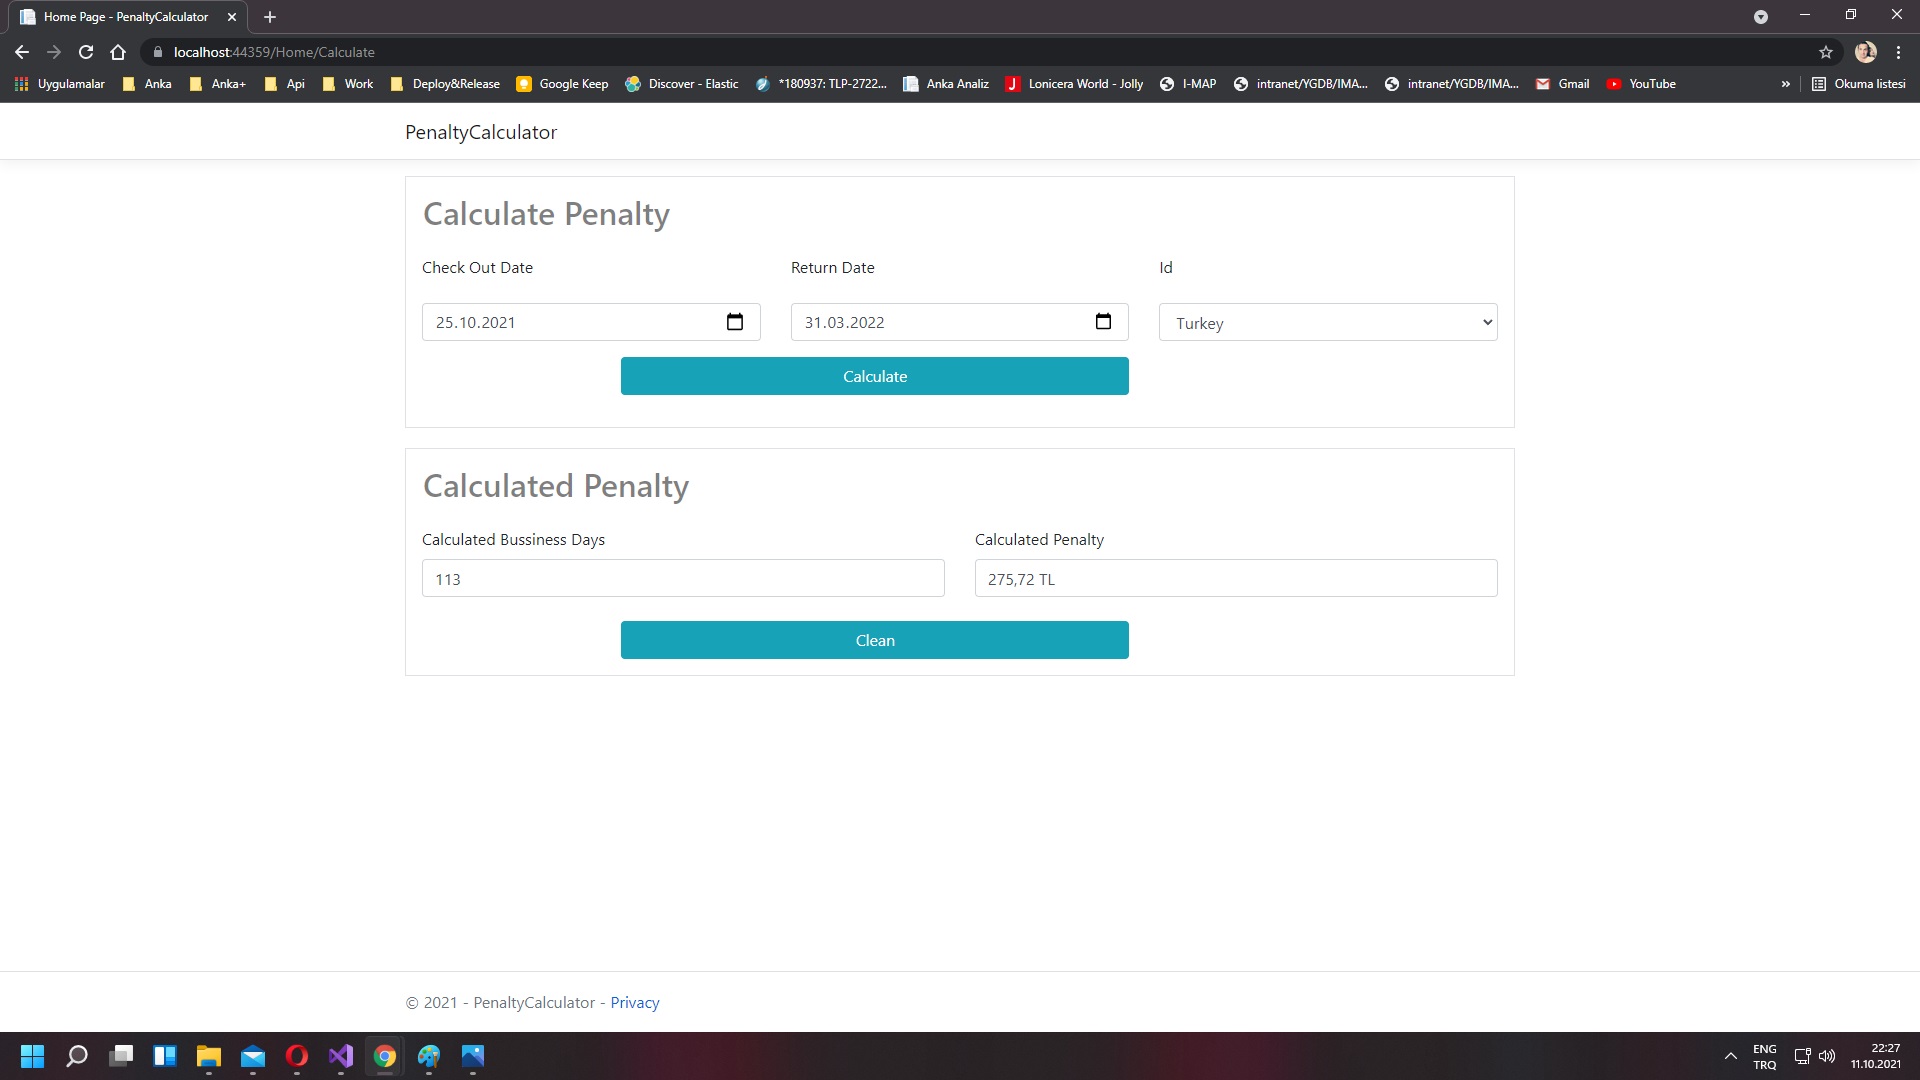 Home Page - PenaltyCalculator
localhost:44359/Home/Calculate
Uygulamalar Anka Anka+ Api Work Deploy&Release Google Keep Discover - Elastic *180937: TLP-2722... Anka Analiz Lonicera World - Jolly I-MAP intranet/YGDB/IMA... intranet/YGDB/IMA... Gmail YouTube » Okuma listesi
PenaltyCalculator
Calculate Penalty
Check Out Date Return Date Id
25.10.2021 31.03.2022 Turkey
Calculate
Calculated Penalty
Calculated Bussiness Days Calculated Penalty
113 275,72 TL
Clean
© 2021 - PenaltyCalculator - Privacy
ENG 22:27
TRQ 11.10.2021